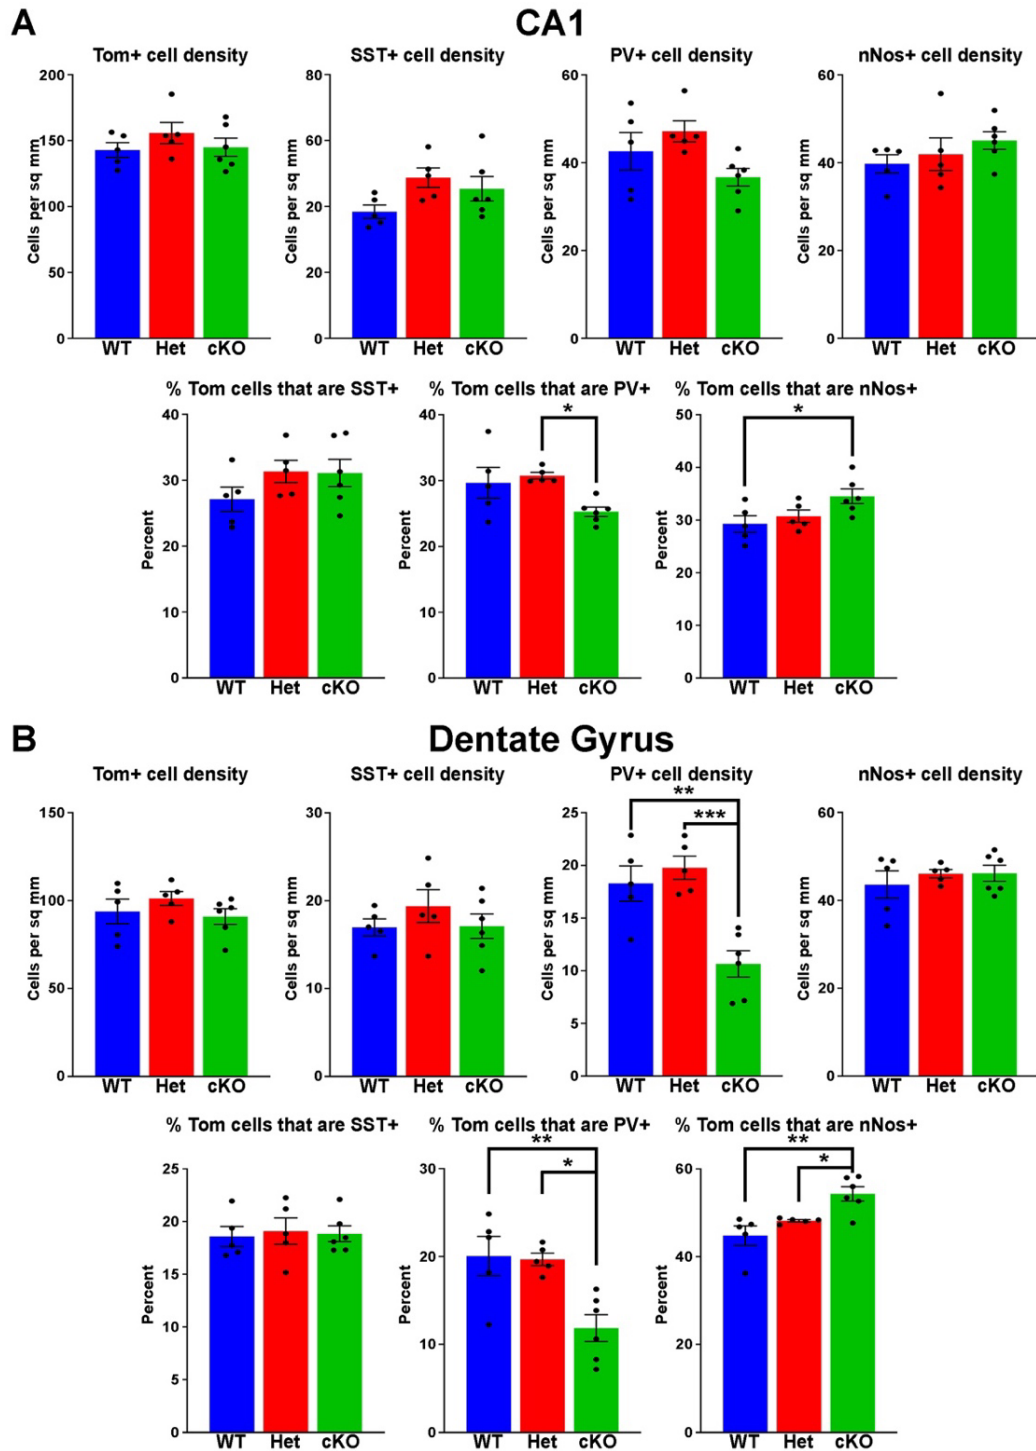 A CA1
Tom+ cell density
Cells per sq mm
200
150
100
50
0
WT Het cKO
SST+ cell density
Cells per sq mm
80
60
20
20
0
WT Het cKO
PV+ cell density
Cells per sq mm
60
40
20
0
WT Het cKO
nNos+ cell density
Cells per sq mm
60
40
20
0
WT Het cKO
% Tom cells that are SST+
Percent
40
30
20
10
0
WT Het cKO
% Tom cells that are PV+
*
Percent
40
30
20
10
0
WT Het cKO
% Tom cells that are nNos+
*
Percent
50
40
30
20
10
0
WT Het cKO
B Dentate Gyrus
Tom+ cell density
Cells per sq mm
150
100
50
0
WT Het cKO
SST+ cell density
Cells per sq mm
30
20
10
0
WT Het cKO
PV+ cell density
**
***
Cells per sq mm
25
20
15
10
5
0
WT Het cKO
nNos+ cell density
Cells per sq mm
60
40
20
0
WT Het cKO
% Tom cells that are SST+
Percent
25
20
15
10
5
0
WT Het cKO
% Tom cells that are PV+
**
*
Percent
30
20
10
0
WT Het cKO
% Tom cells that are nNos+
**
*
Percent
60
40
20
0
WT Het cKO